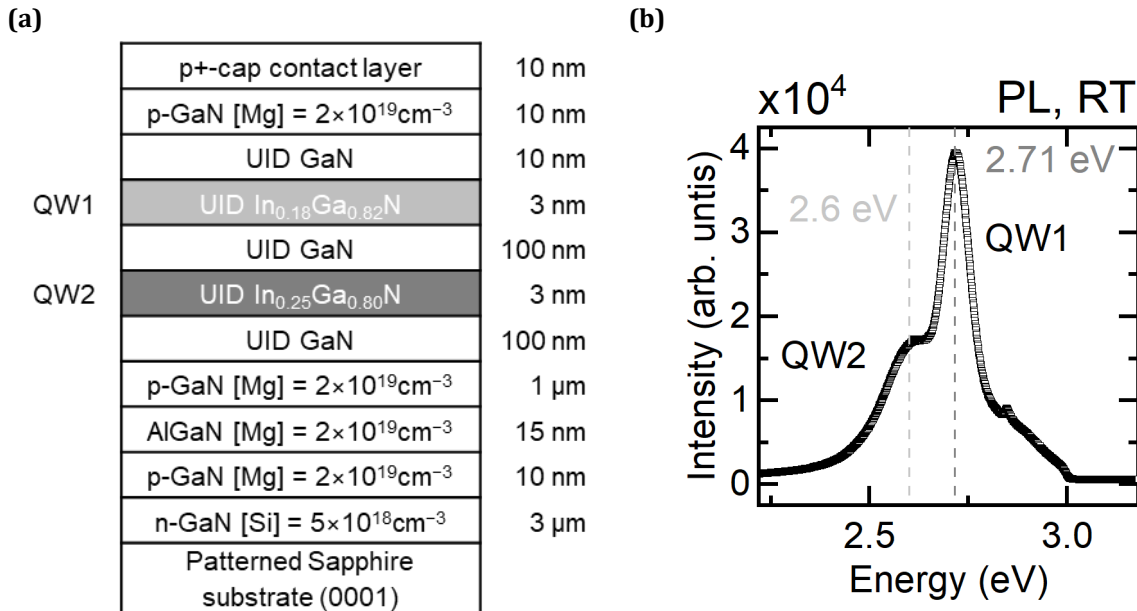 (a)
p+-cap contact layer 10 nm
p-GaN [Mg] = 2×10¹⁹cm⁻³ 10 nm
UID GaN 10 nm
QW1 UID In₀.₁₈Ga₀.₈₂N 3 nm
UID GaN 100 nm
QW2 UID In₀.₂₅Ga₀.₈₀N 3 nm
UID GaN 100 nm
p-GaN [Mg] = 2×10¹⁹cm⁻³ 1 µm
AlGaN [Mg] = 2×10¹⁹cm⁻³ 15 nm
p-GaN [Mg] = 2×10¹⁹cm⁻³ 10 nm
n-GaN [Si] = 5×10¹⁸cm⁻³ 3 µm
Patterned Sapphire
substrate (0001)
(b)
x10⁴ PL, RT
4
3
2
1
0
Intensity (arb. untis)
2.71 eV
2.6 eV
QW1
QW2
2.5 3.0
Energy (eV)